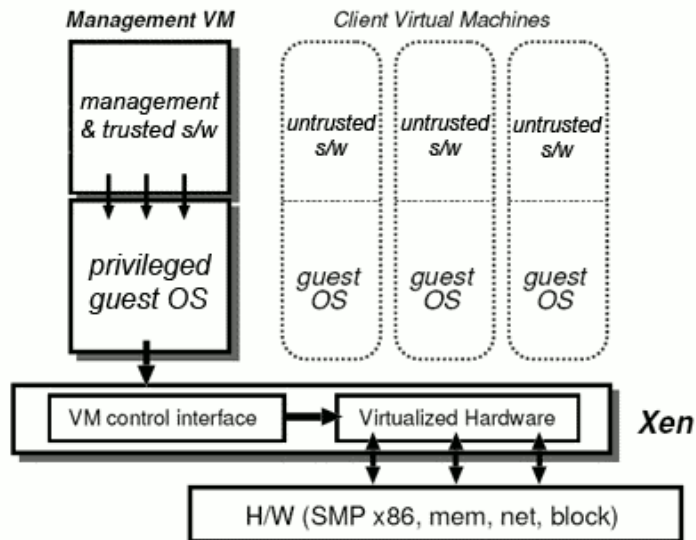 Management VM
Client Virtual Machines
management
& trusted s/w
untrusted
s/w
untrusted
s/w
untrusted
s/w
privileged
guest OS
guest
OS
guest
OS
guest
OS
VM control interface
Virtualized Hardware
Xen
H/W (SMP x86, mem, net, block)